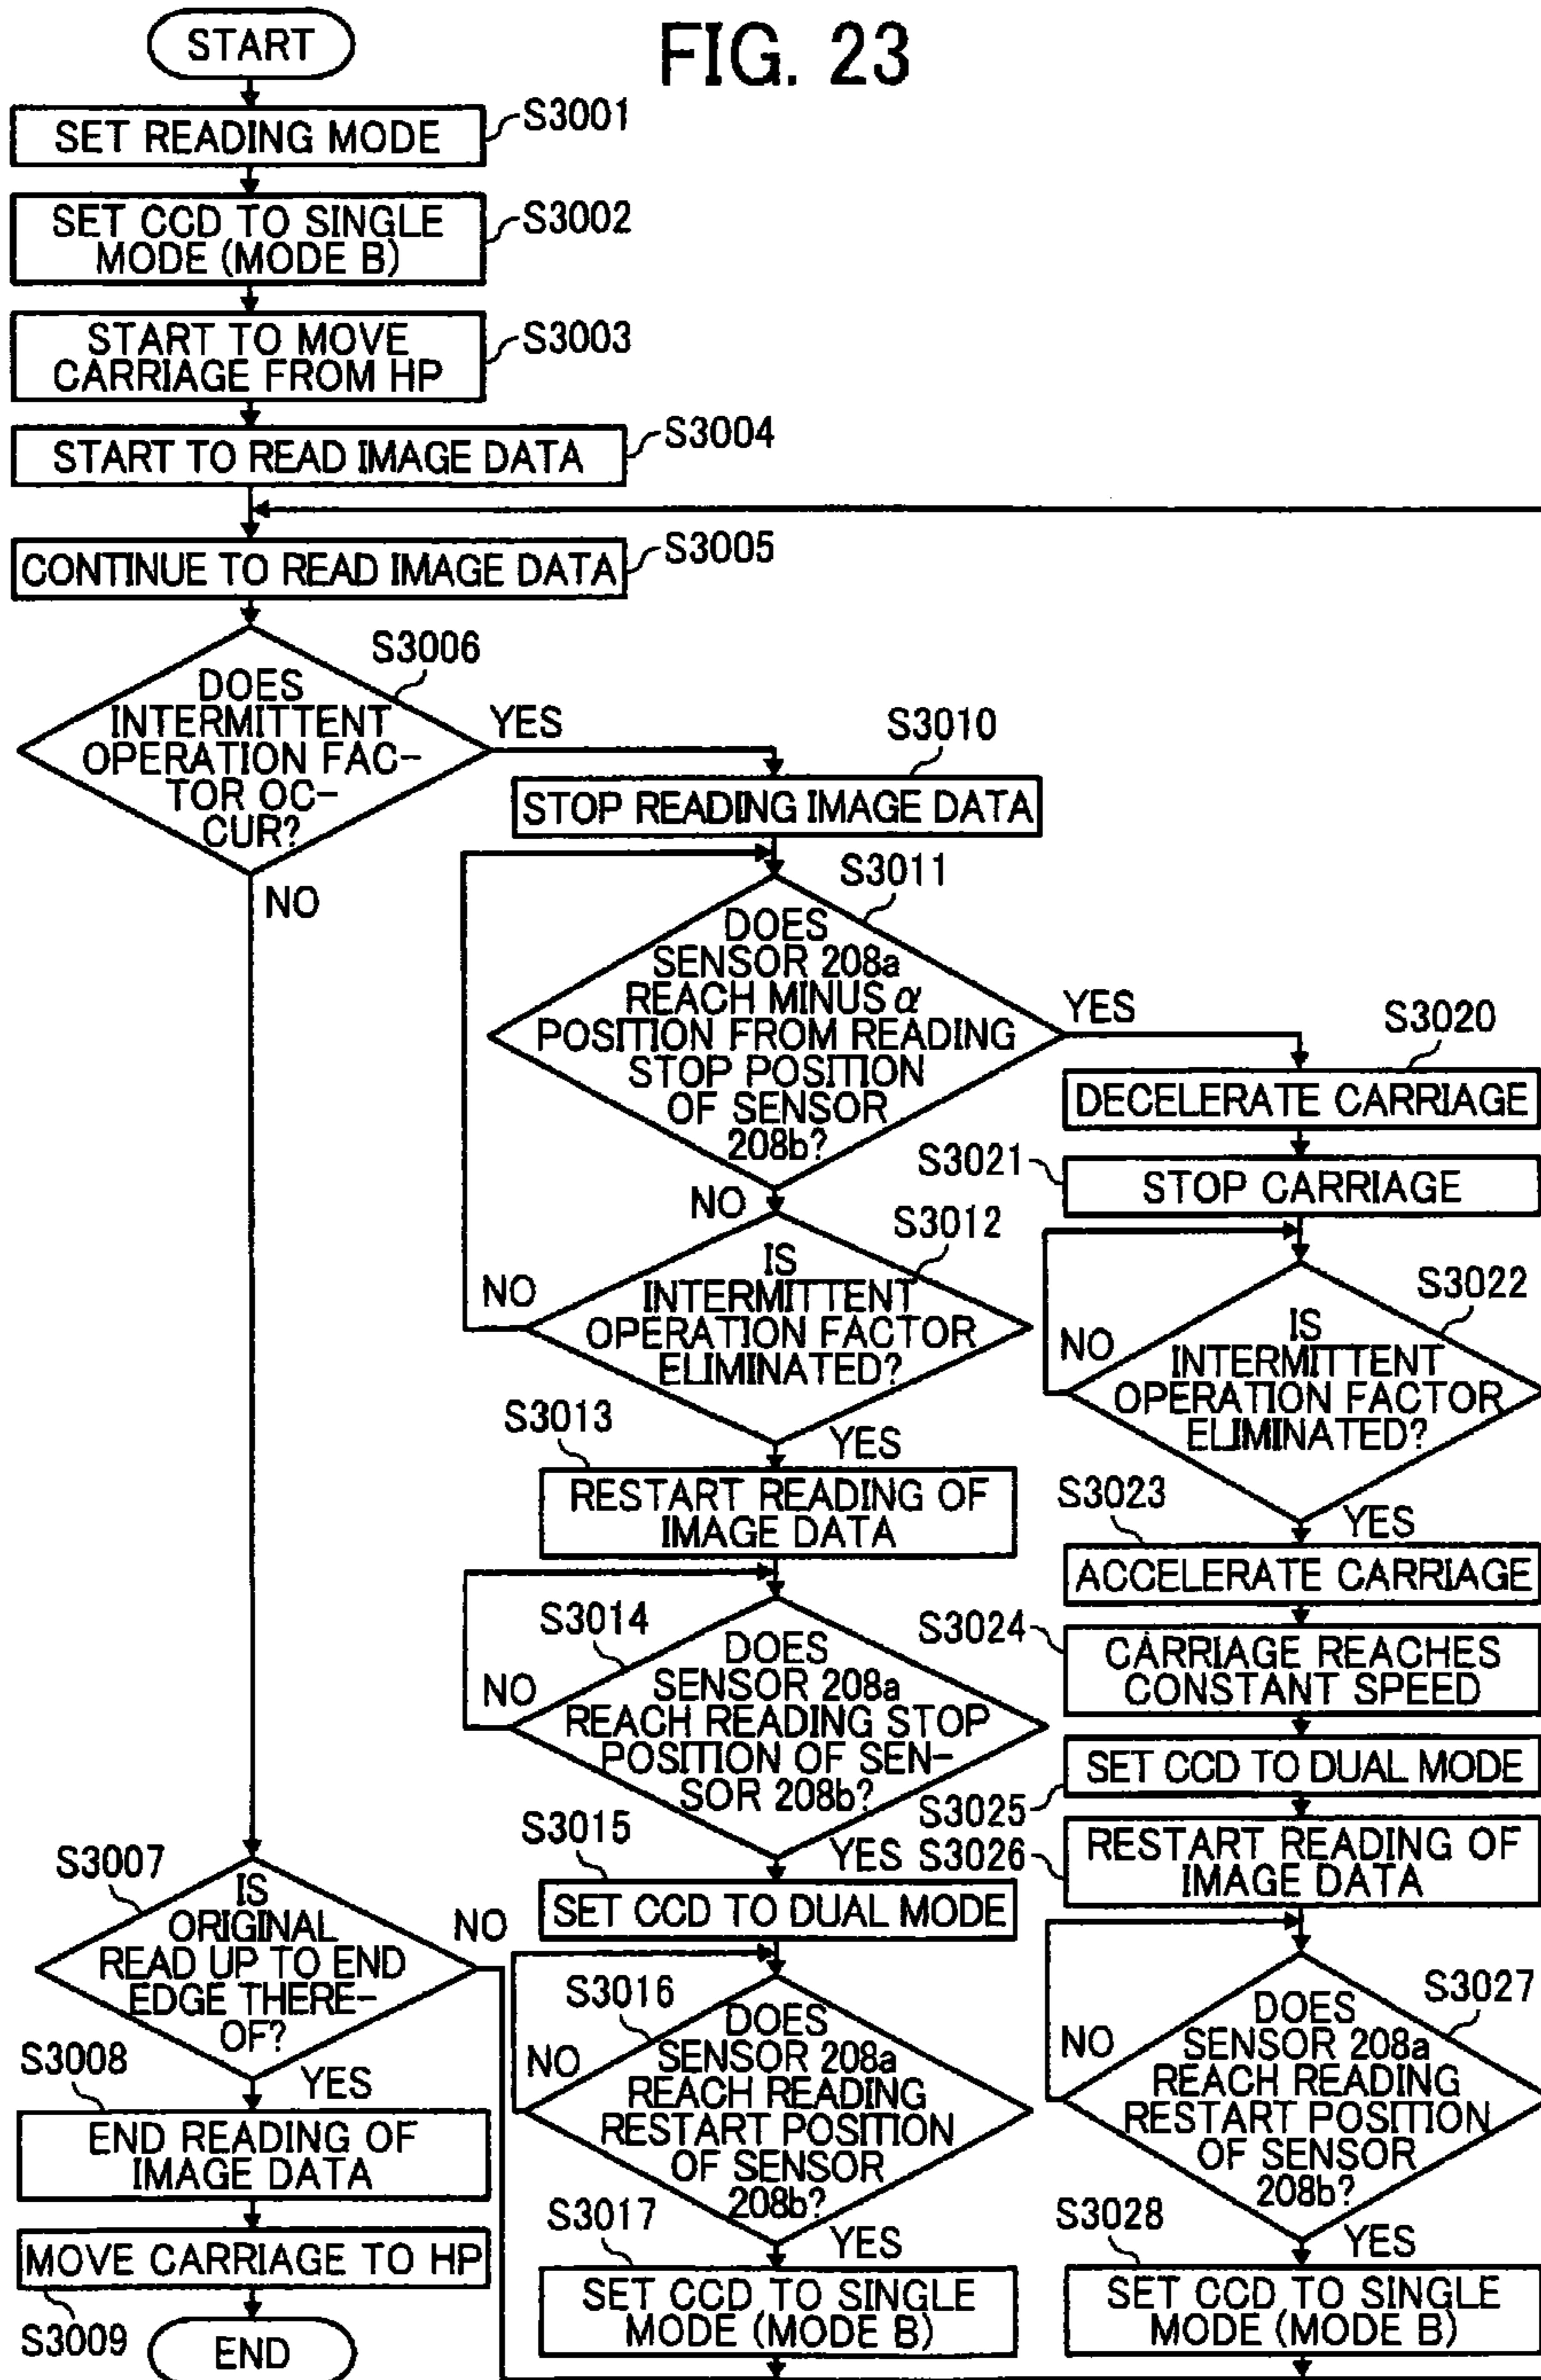 FIG. 23
START
SET READING MODE
S3001
SET CCD TO SINGLE
MODE (MODE B)
S3002
START TO MOVE
CARRIAGE FROM HP
S3003
START TO READ IMAGE DATA
S3004
CONTINUE TO READ IMAGE DATA
S3005
S3006
DOES
INTERMITTENT
OPERATION FAC-
TOR OC-
CUR?
YES
NO
S3007
IS
ORIGINAL
READ UP TO END
EDGE THERE-
OF?
NO
YES
S3008
END READING OF
IMAGE DATA
MOVE CARRIAGE TO HP
S3009
END
S3010
STOP READING IMAGE DATA
S3011
DOES
SENSOR 208a
REACH MINUS α
POSITION FROM READING
STOP POSITION
OF SENSOR
208b?
YES
NO
S3012
IS
INTERMITTENT
OPERATION FACTOR
ELIMINATED?
NO
YES
S3013
RESTART READING OF
IMAGE DATA
S3014
DOES
SENSOR 208a
REACH READING STOP
POSITION OF SEN-
SOR 208b?
NO
YES
S3015
SET CCD TO DUAL MODE
S3016
DOES
SENSOR 208a
REACH READING
RESTART POSITION
OF SENSOR
208b?
NO
YES
S3017
SET CCD TO SINGLE
MODE (MODE B)
S3020
DECELERATE CARRIAGE
S3021
STOP CARRIAGE
S3022
IS
INTERMITTENT
OPERATION FACTOR
ELIMINATED?
NO
YES
S3023
ACCELERATE CARRIAGE
S3024
CARRIAGE REACHES
CONSTANT SPEED
SET CCD TO DUAL MODE
S3025
S3026
RESTART READING OF
IMAGE DATA
S3027
DOES
SENSOR 208a
REACH READING
RESTART POSITION
OF SENSOR
208b?
NO
YES
S3028
SET CCD TO SINGLE
MODE (MODE B)